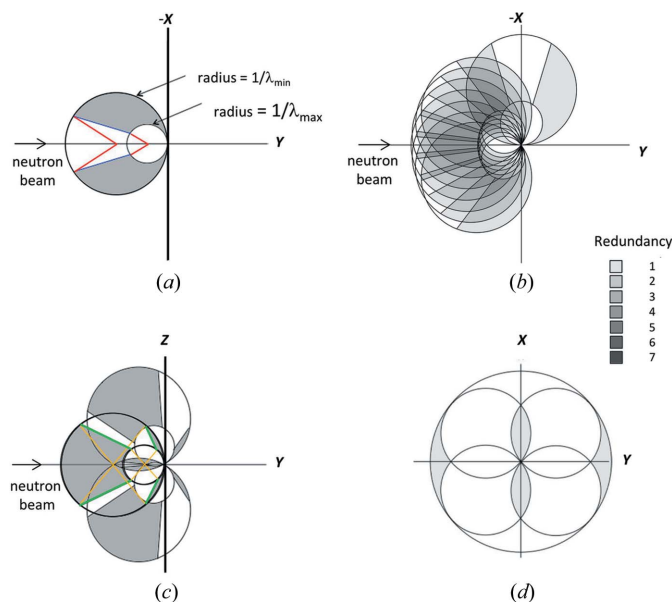 -X
radius = 1/λmin
radius = 1/λmax
Y
neutron
beam
(a)
-X
neutron
beam
Y
(b)
Redundancy
1
2
3
4
5
6
7
Z
neutron
beam
Y
(c)
X
Y
(d)